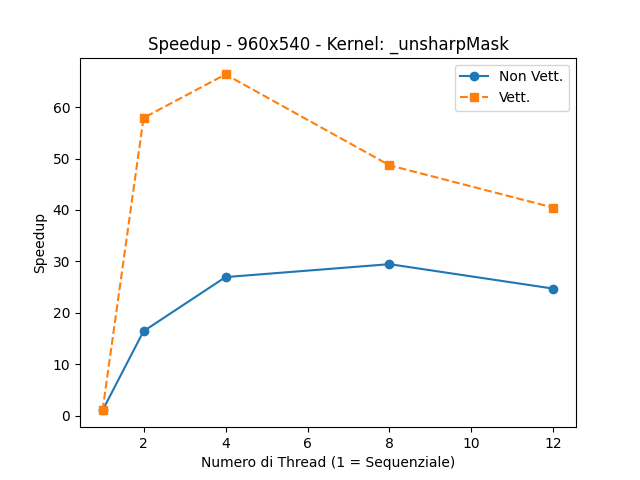 Speedup - 960x540 - Kernel: _unsharpMask
Non Vett.
Vett.
Speedup
60
50
40
30
20
10
0
2
4
6
8
10
12
Numero di Thread (1 = Sequenziale)